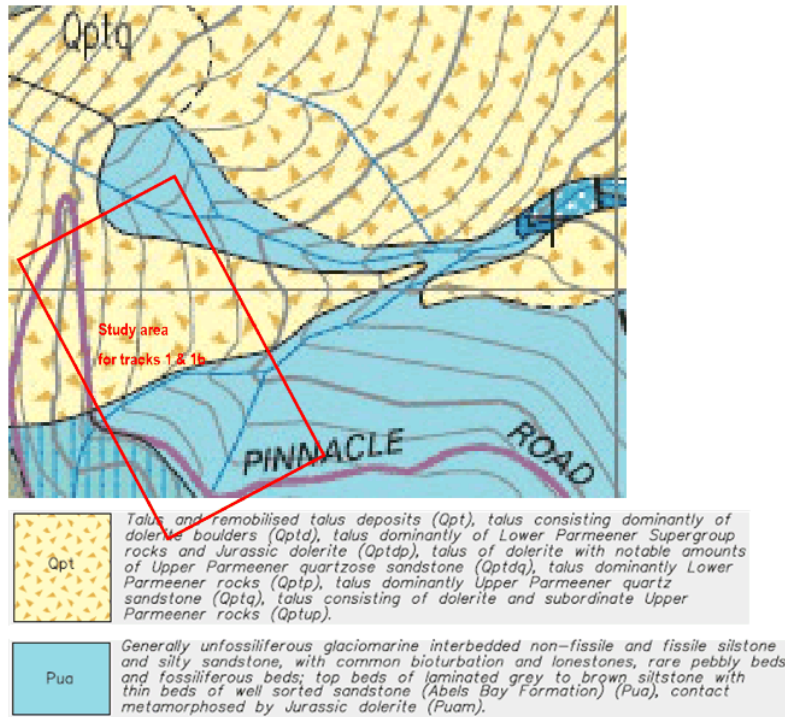 Qptq
Study area
for tracks 1 & 1b
PINNACLE
ROAD
Qpt
Talus and remobilised talus deposits (Qpt), talus consisting dominantly of
dolerite boulders (Qptd), talus dominantly of Lower Parmeener Supergroup
rocks and Jurassic dolerite (Qptdp), talus of dolerite with notable amounts
of Upper Parmeener quartzose sandstone (Qptdq), talus dominantly Lower
Parmeener rocks (Qptp), talus dominantly Upper Parmeener quartz
sandstone (Qptq), talus consisting of dolerite and subordinate Upper
Parmeener rocks (Qptup).
Pua
Generally unfossiliferous glaciomarine interbedded non-fissile and fissile silstone
and silty sandstone, with common bioturbation and lonestones, rare pebbly beds
and fossiliferous beds; top beds of laminated grey to brown siltstone with
thin beds of well sorted sandstone (Abels Bay Formation) (Pua), contact
metamorphosed by Jurassic dolerite (Puam).